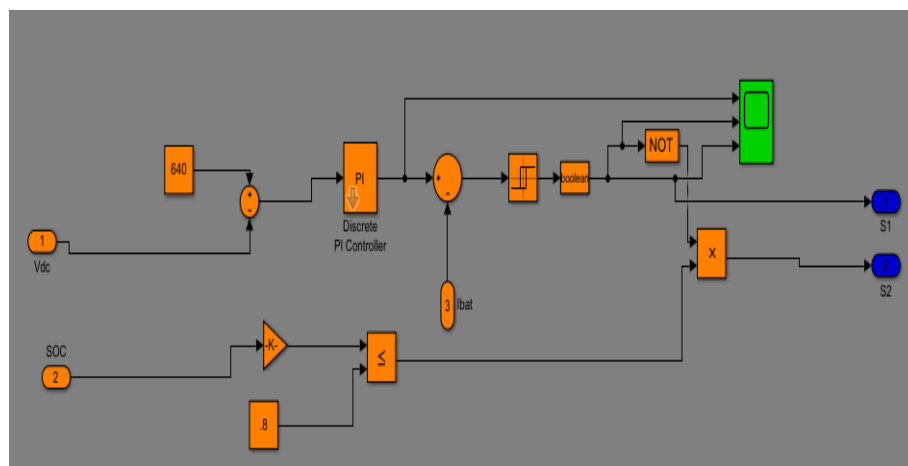 640
+
−
1
Vdc
PI
Discrete
PI Controller
+
−
3
Ibat
boolean
NOT
×
1
S1
2
S2
SOC
2
-K-
≤
.8